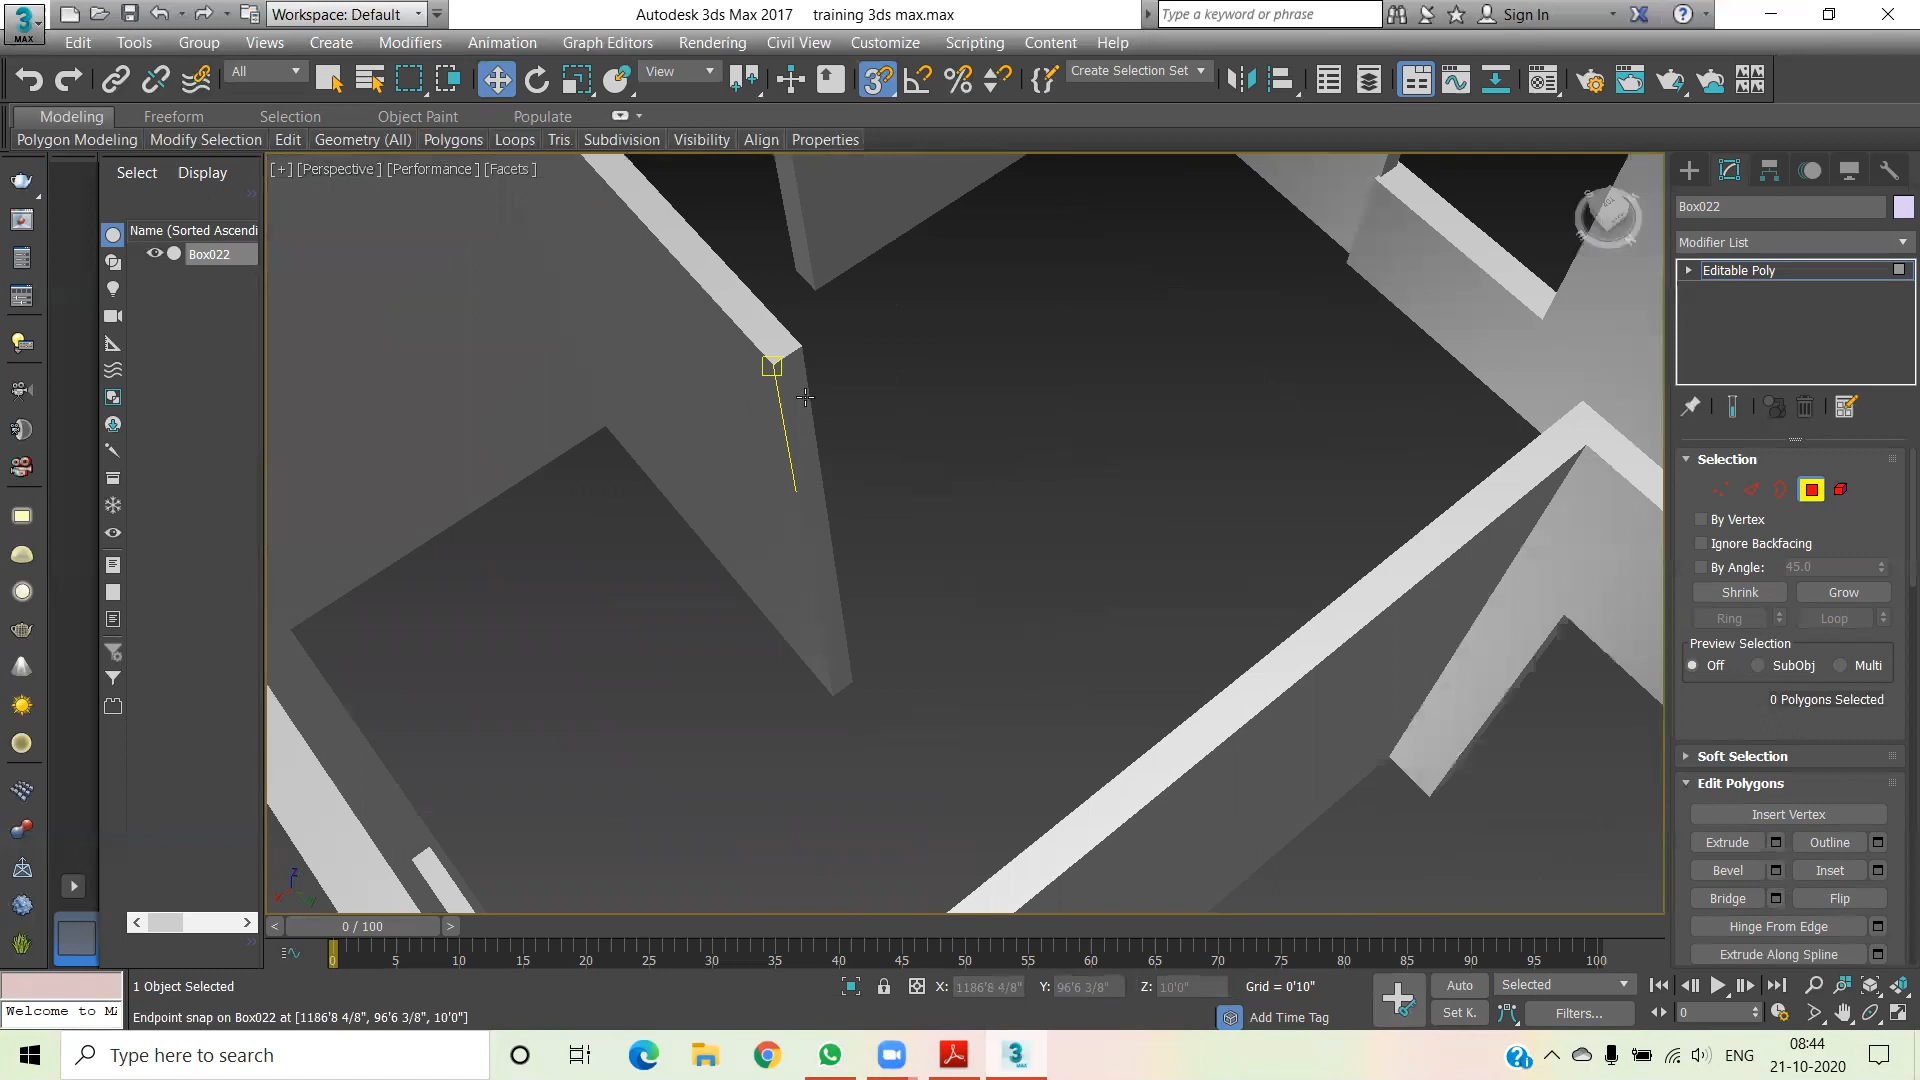 3
MAX
Workspace: Default
Autodesk 3ds Max 2017
training 3ds max.max
Type a keyword or phrase
Sign In
Edit
Tools
Group
Views
Create
Modifiers
Animation
Graph Editors
Rendering
Civil View
Customize
Scripting
Content
Help
All
View
Create Selection Set
Modeling
Freeform
Selection
Object Paint
Populate
Polygon Modeling
Modify Selection
Edit
Geometry (All)
Polygons
Loops
Tris
Subdivision
Visibility
Align
Properties
Select
Display
Name (Sorted Ascendi
Box022
[+] [Perspective ] [Performance ] [Facets ]
Box022
Modifier List
Editable Poly
Selection
By Vertex
Ignore Backfacing
By Angle:
45.0
Shrink
Grow
Ring
Loop
Preview Selection
Off
SubObj
Multi
0 Polygons Selected
Soft Selection
Edit Polygons
Insert Vertex
Extrude
Outline
Bevel
Inset
Bridge
Flip
Hinge From Edge
Extrude Along Spline
z
0 / 100
0
5
10
15
20
25
30
35
40
45
50
55
60
65
70
75
80
85
90
95
100
1 Object Selected
X: 1186'8 4/8"
Y: 96'6 3/8"
Z: 10'0"
Grid = 0'10"
Auto
Selected
Welcome to M
Endpoint snap on Box022 at [1186'8 4/8", 96'6 3/8", 10'0"]
Add Time Tag
Set K.
Filters...
0
Type here to search
ENG
08:44
21-10-2020